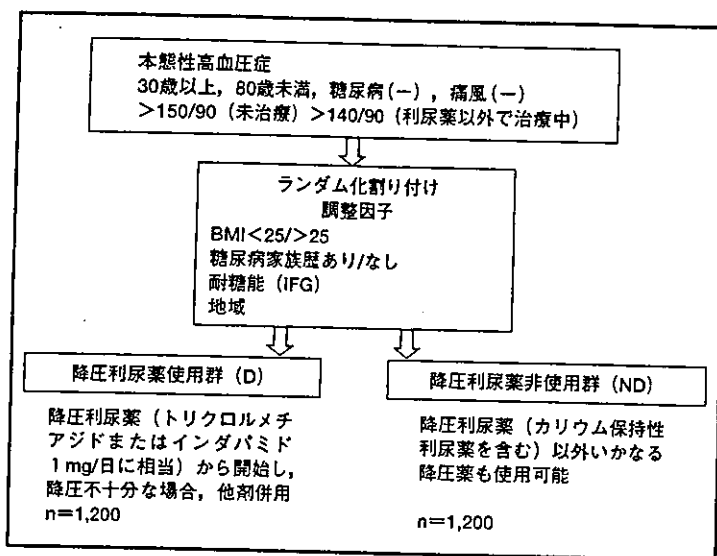 本態性高血圧症
30歳以上，80歳未満，糖尿病(−)，痛風(−)
>150/90（未治療）>140/90（利尿薬以外で治療中）
ランダム化割り付け
調整因子
BMI<25/>25
糖尿病家族歴あり/なし
耐糖能（IFG）
地域
降圧利尿薬使用群（D）
降圧利尿薬（トリクロルメチ
アジドまたはインダパミド
1mg/日に相当）から開始し，
降圧不十分な場合，他剤併用
n＝1,200
降圧利尿薬非使用群（ND）
降圧利尿薬（カリウム保持性
利尿薬を含む）以外いかなる
降圧薬も使用可能
n＝1,200